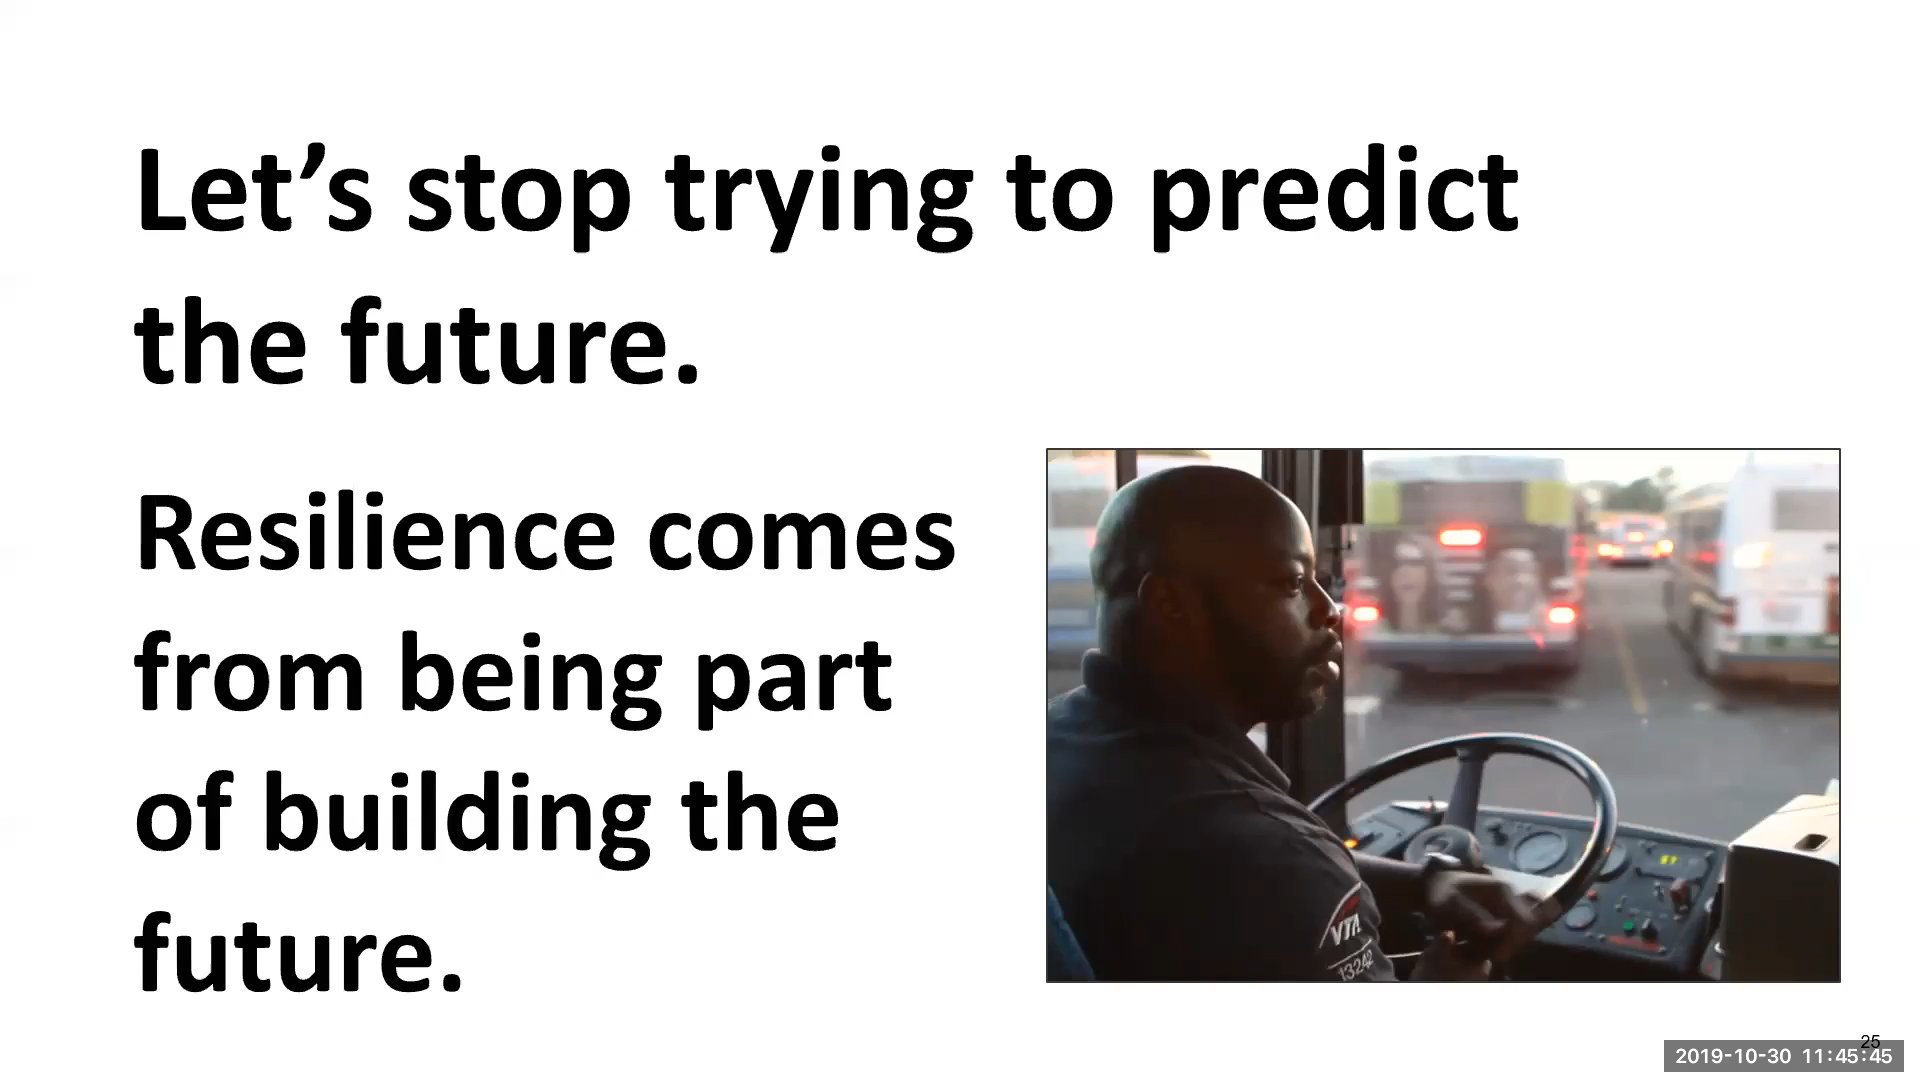 Let’s stop trying to predict
the future.
Resilience comes
from being part
of building the
future.
VTA
13242
25
2019-10-30 11:45:45